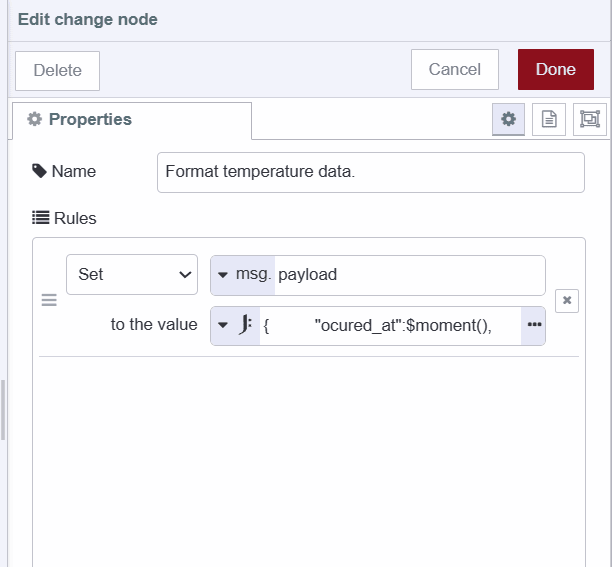 Edit change node
Delete Cancel Done
Properties
Name Format temperature data.
Rules
Set msg. payload
to the value J: { "ocured_at":$moment(), •••